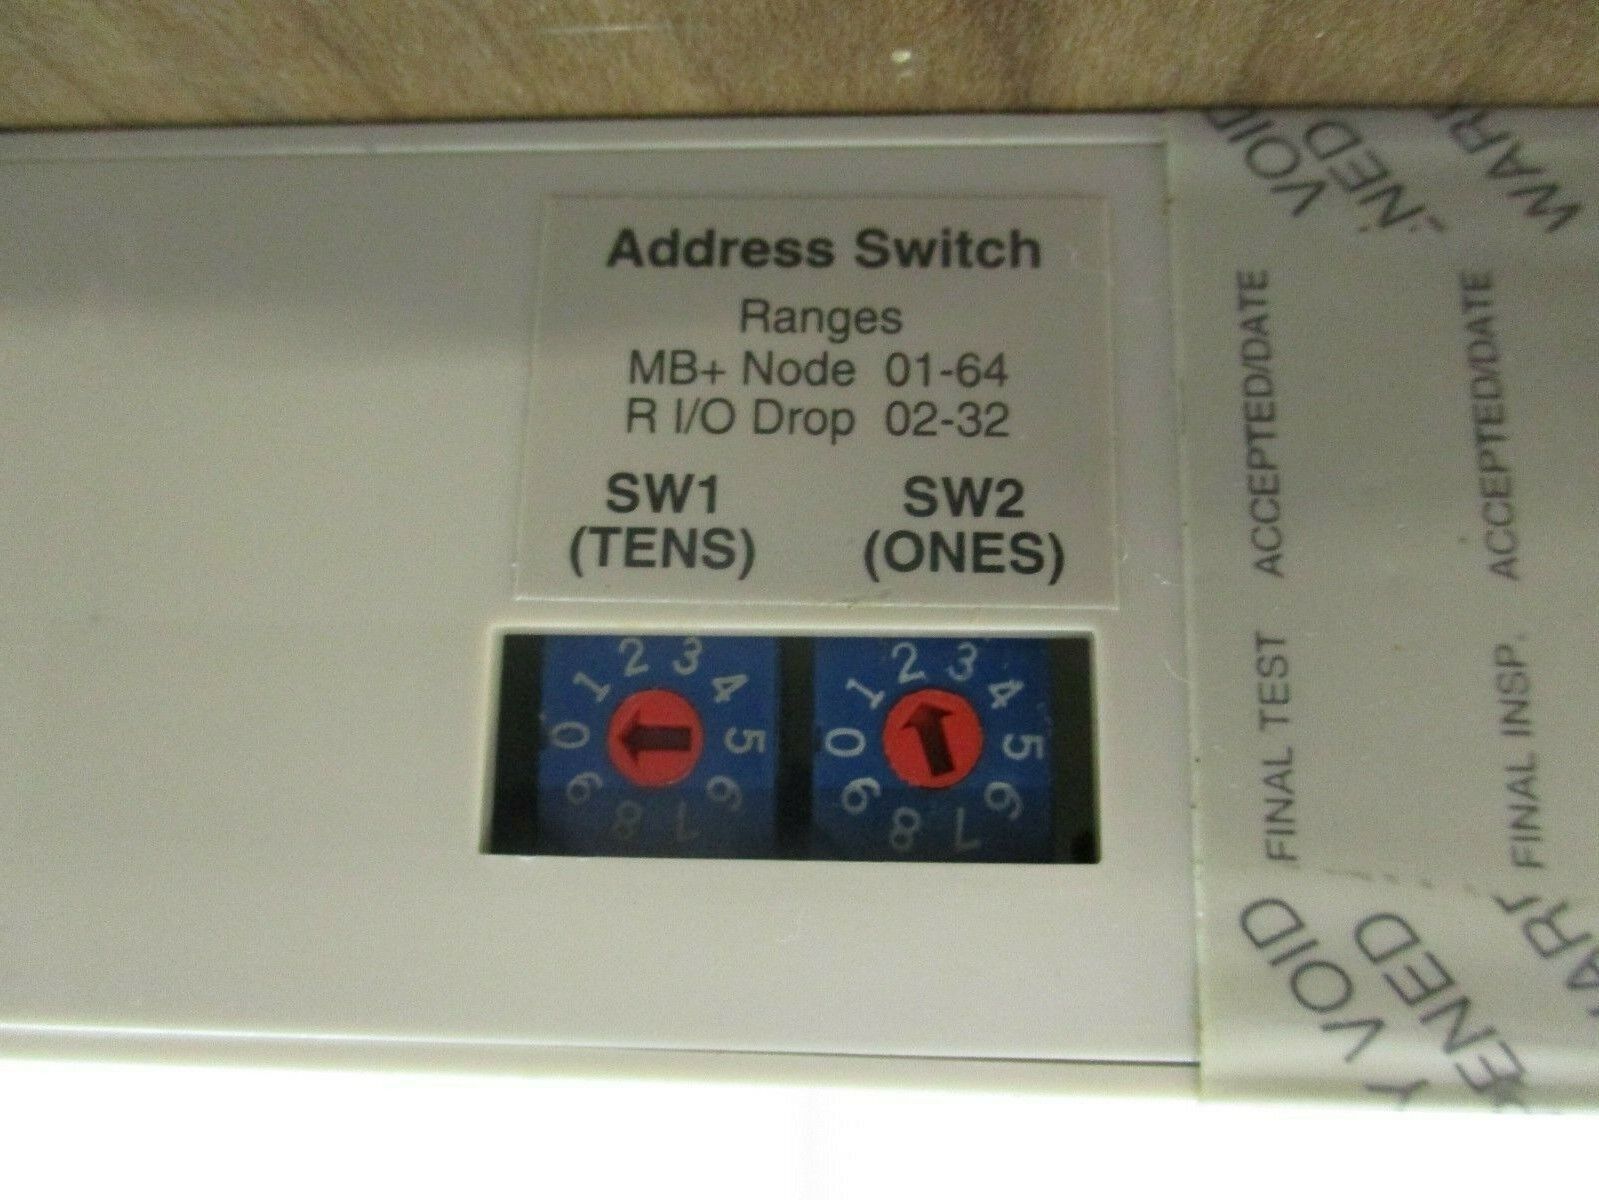 Address Switch
Ranges
MB+ Node 01-64
R I/O Drop 02-32
SW1 SW2
(TENS) (ONES)
0 1 2 3 4 5 6 7 8 9
0 1 2 3 4 5 6 7 8 9
VOID
WAR
FINAL TEST ACCEPTED/DATE
FINAL INSP. ACCEPTED/DATE
VOID